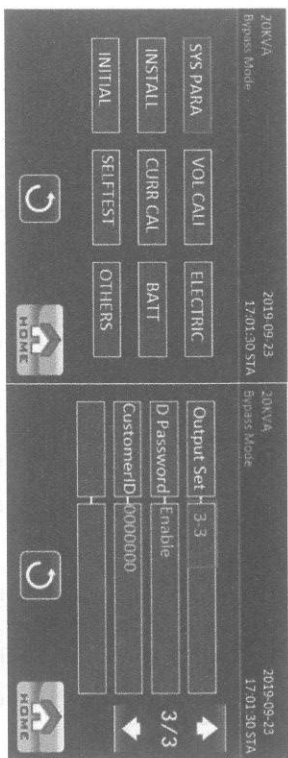 20KVA
Bypass Mode
2019-09-23
17:01:30 STA
SYS PARA
VOL CALI
ELECTRIC
INSTALL
CURR CAL
BATT
INITIAL
SELFTEST
OTHERS
HOME
20KVA
Bypass Mode
2019-09-23
17:01:30 STA
Output Set
3-3
D Password
Enable
CustomerID
0000000
3/3
HOME